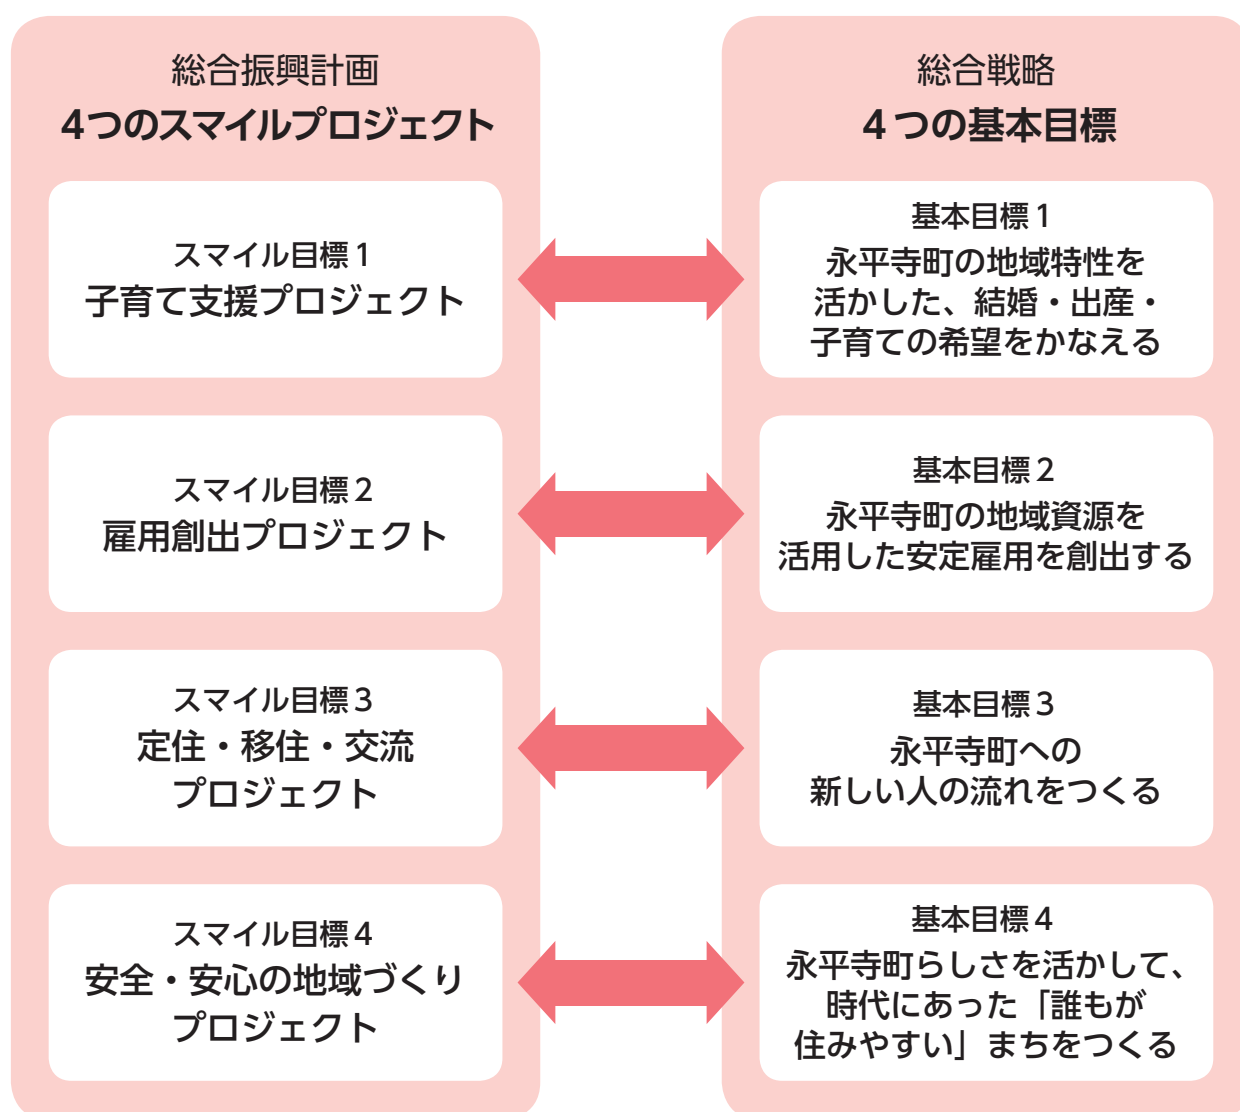 総合振興計画
4つのスマイルプロジェクト
スマイル目標1
子育て支援プロジェクト
スマイル目標2
雇用創出プロジェクト
スマイル目標3
定住・移住・交流
プロジェクト
スマイル目標4
安全・安心の地域づくり
プロジェクト
総合戦略
4つの基本目標
基本目標1
永平寺町の地域特性を
活かした、結婚・出産・
子育ての希望をかなえる
基本目標2
永平寺町の地域資源を
活用した安定雇用を創出する
基本目標3
永平寺町への
新しい人の流れをつくる
基本目標4
永平寺町らしさを活かして、
時代にあった「誰もが
住みやすい」まちをつくる